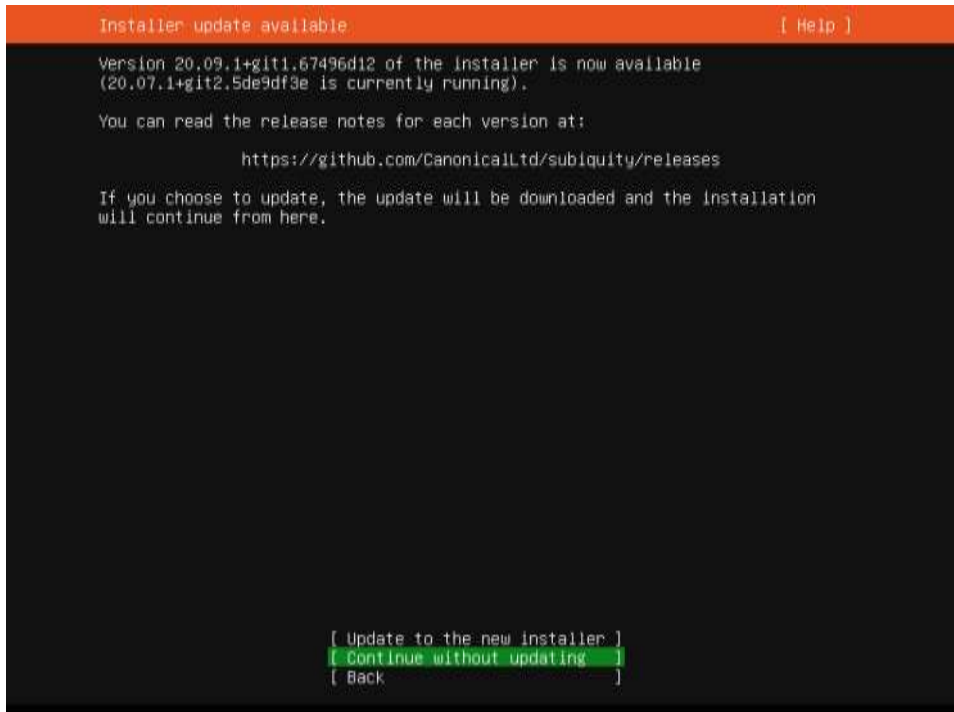 Installer update available [ Help ]
Version 20.09.1+git1.67496d12 of the installer is now available
(20.07.1+git2.5de9df3e is currently running).
You can read the release notes for each version at:
https://github.com/CanonicalLtd/subiquity/releases
If you choose to update, the update will be downloaded and the installation
will continue from here.
[ Update to the new installer ]
[ Continue without updating ]
[ Back ]